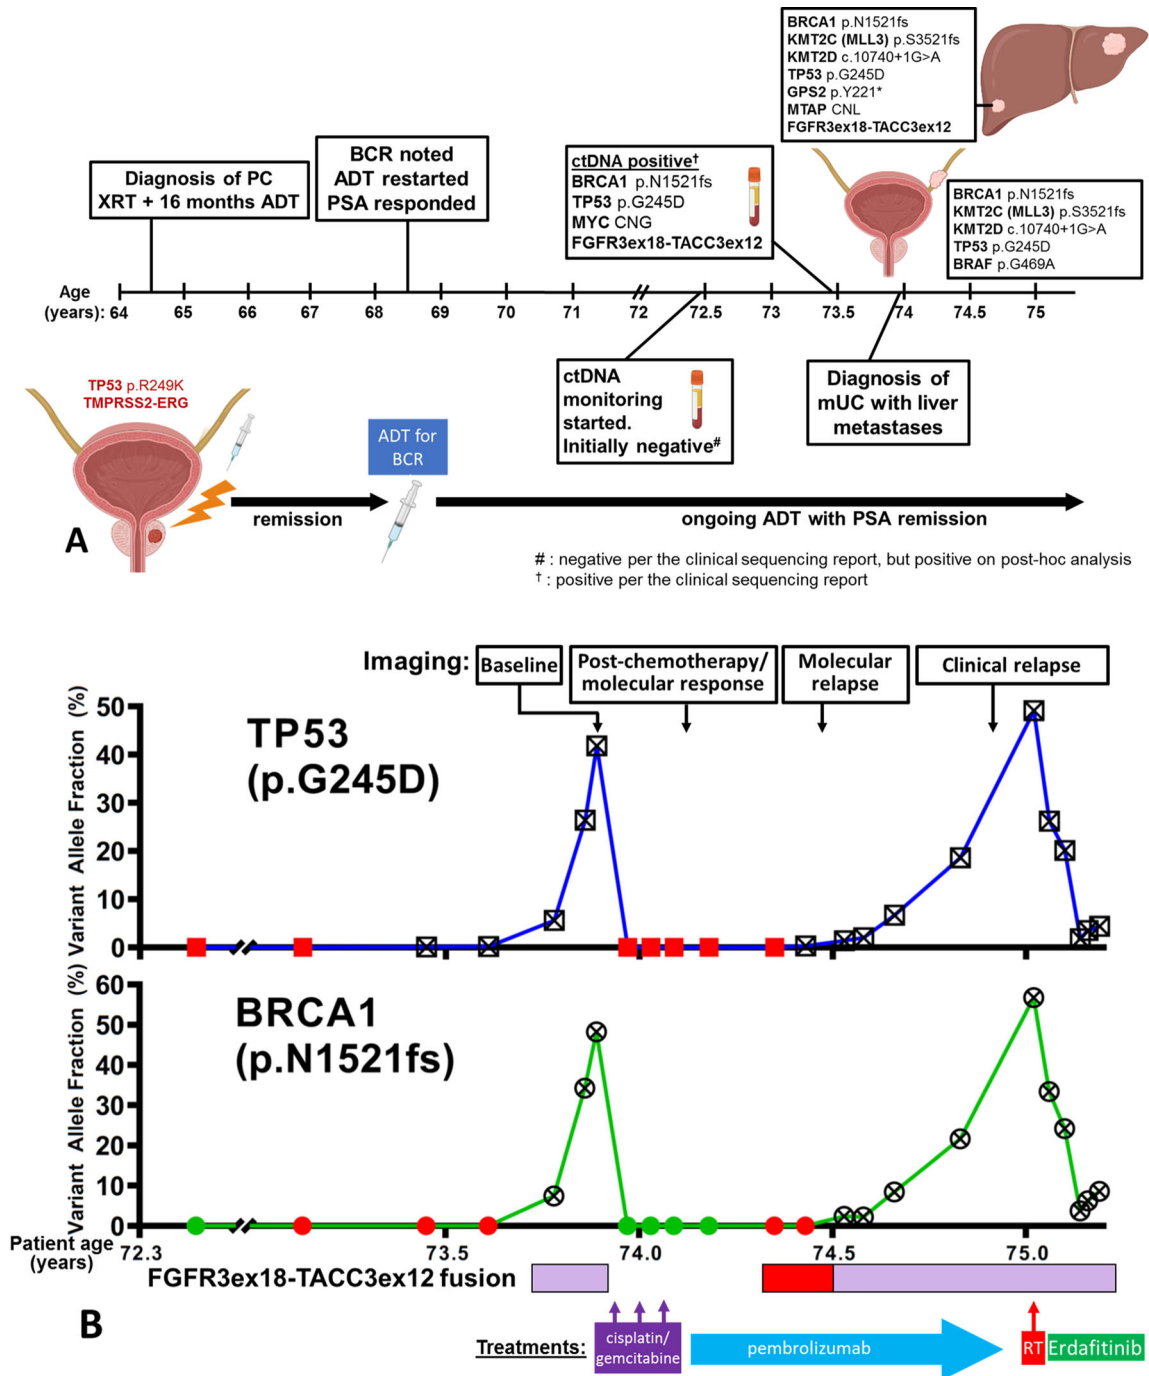 BRCA1 p.N1521fs
KMT2C (MLL3) p.S3521fs
KMT2D c.10740+1G>A
TP53 p.G245D
GPS2 p.Y221*
MTAP CNL
FGFR3ex18-TACC3ex12
Diagnosis of PC
XRT + 16 months ADT
BCR noted
ADT restarted
PSA responded
ctDNA positive†
BRCA1 p.N1521fs
TP53 p.G245D
MYC CNG
FGFR3ex18-TACC3ex12
BRCA1 p.N1521fs
KMT2C (MLL3) p.S3521fs
KMT2D c.10740+1G>A
TP53 p.G245D
BRAF p.G469A
Age
(years): 64 65 66 67 68 69 70 71 72 72.5 73 73.5 74 74.5 75
ctDNA
monitoring
started.
Initially negative#
Diagnosis of
mUC with liver
metastases
TP53 p.R249K
TMPRSS2-ERG
ADT for
BCR
remission
ongoing ADT with PSA remission
A
# : negative per the clinical sequencing report, but positive on post-hoc analysis
† : positive per the clinical sequencing report
Imaging:
Baseline
Post-chemotherapy/
molecular response
Molecular
relapse
Clinical relapse
Variant Allele Fraction (%)
50
40
30
20
10
0
TP53
(p.G245D)
Variant Allele Fraction (%)
60
50
40
30
20
10
0
BRCA1
(p.N1521fs)
Patient age
(years)
72.3 73.5 74.0 74.5 75.0
FGFR3ex18-TACC3ex12 fusion
B
Treatments:
cisplatin/
gemcitabine
pembrolizumab
RT
Erdafitinib